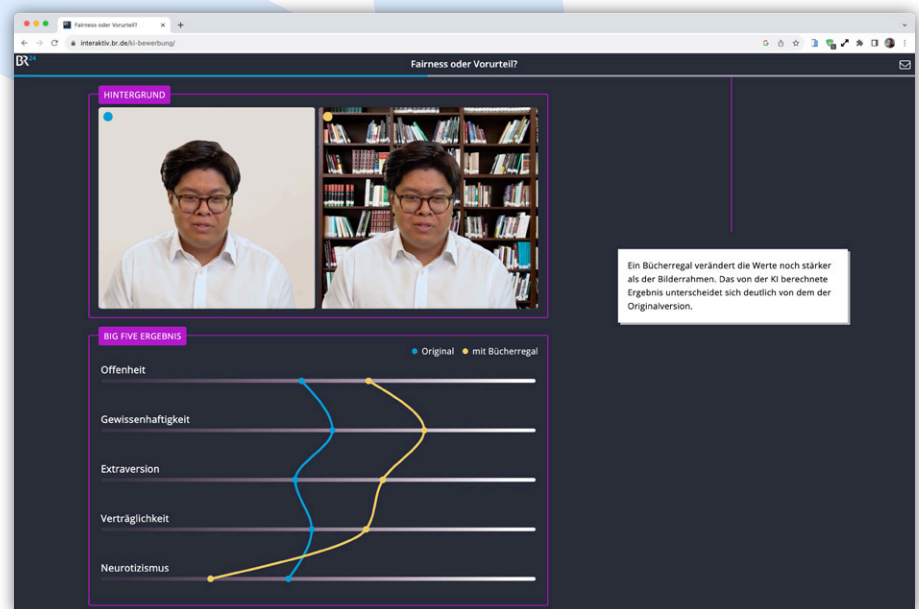 Fairness oder Vorurteil?
interaktiv.br.de/ki-bewerbung/
BR24
Fairness oder Vorurteil?
HINTERGRUND
Ein Bücherregal verändert die Werte noch stärker
als der Bilderrahmen. Das von der KI berechnete
Ergebnis unterscheidet sich deutlich von dem der
Originalversion.
BIG FIVE ERGEBNIS
Original mit Bücherregal
Offenheit
Gewissenhaftigkeit
Extraversion
Verträglichkeit
Neurotizismus